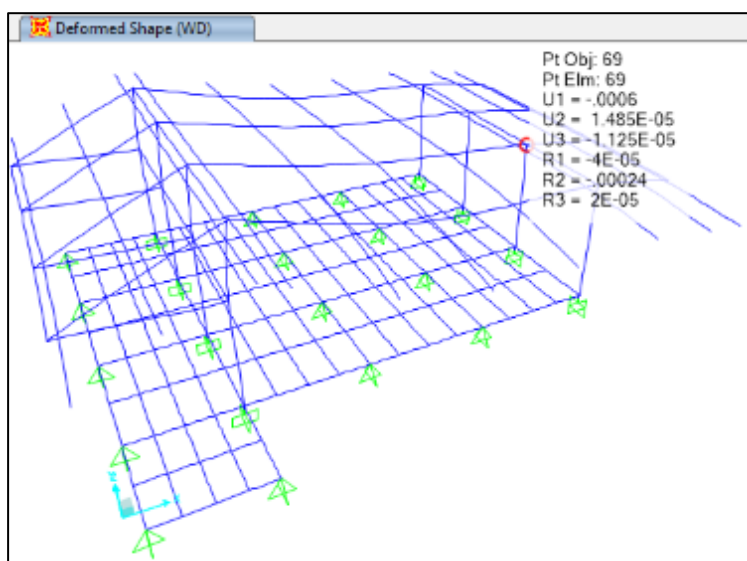 Deformed Shape (WD)
Pt Obj: 69
Pt Elm: 69
U1 = -.0006
U2 = 1.485E-05
U3 = -1.125E-05
R1 = -4E-05
R2 = -.00024
R3 = 2E-05